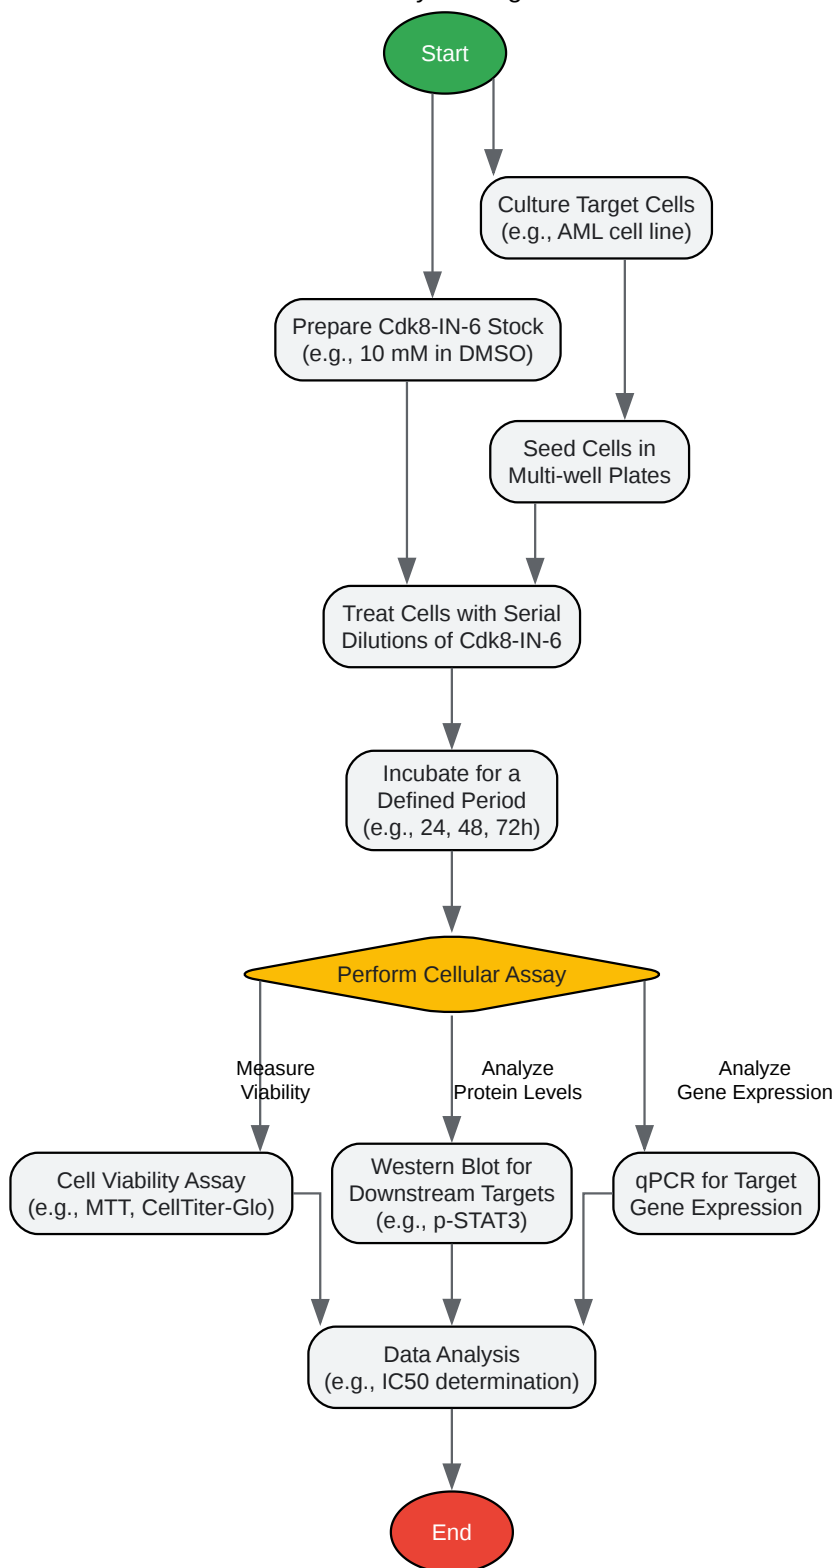 Start
Culture Target Cells
(e.g., AML cell line)
Prepare Cdk8-IN-6 Stock
(e.g., 10 mM in DMSO)
Seed Cells in
Multi-well Plates
Treat Cells with Serial
Dilutions of Cdk8-IN-6
Incubate for a
Defined Period
(e.g., 24, 48, 72h)
Perform Cellular Assay
Measure
Viability
Analyze
Protein Levels
Analyze
Gene Expression
Cell Viability Assay
(e.g., MTT, CellTiter-Glo)
Western Blot for
Downstream Targets
(e.g., p-STAT3)
qPCR for Target
Gene Expression
Data Analysis
(e.g., IC50 determination)
End